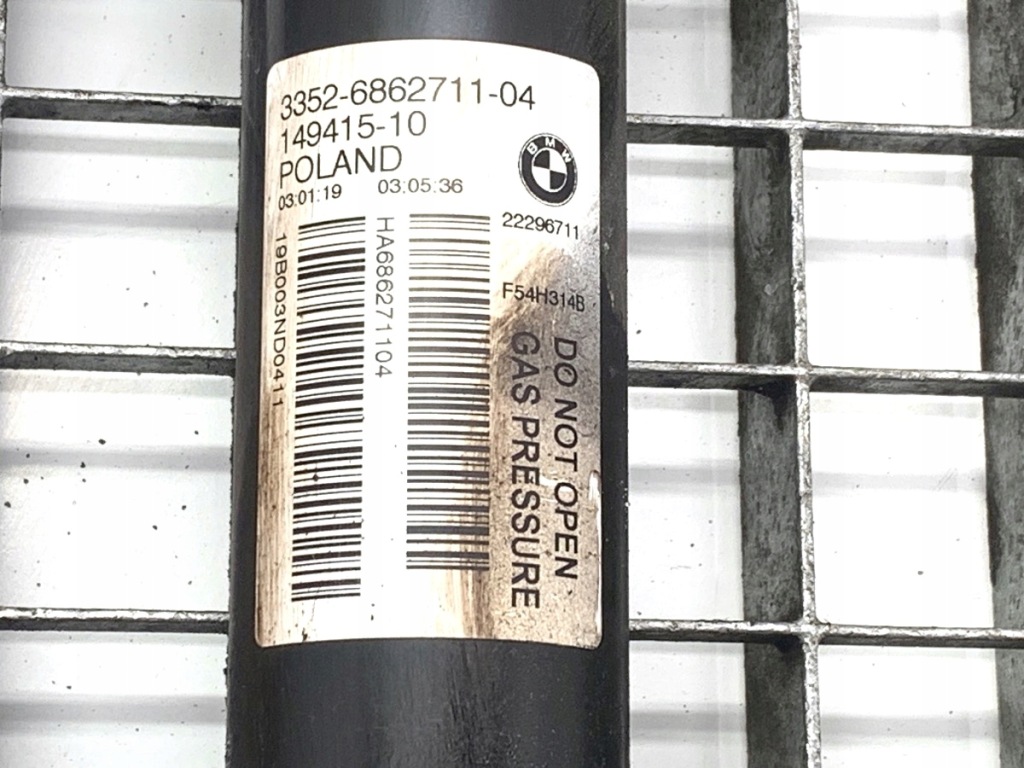 3352-6862711-04
149415-10
POLAND
03:01:19 03:05:36
BMW
22296711
F54H314B
19B003ND0411
HA686271104
DO NOT OPEN
GAS PRESSURE